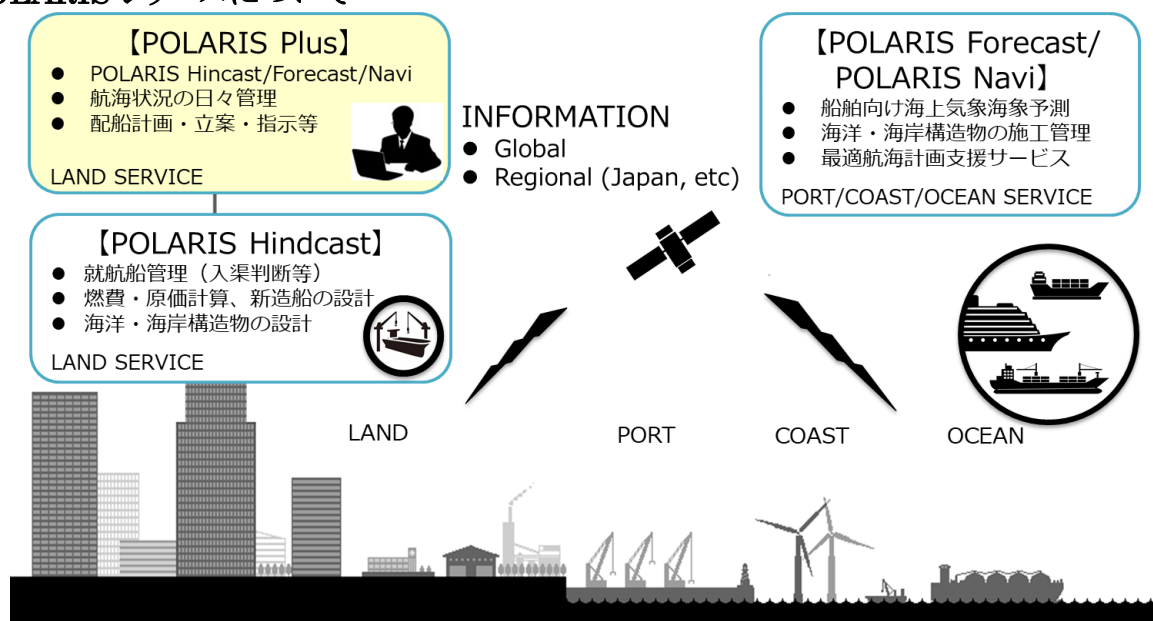 【POLARIS Plus】
● POLARIS Hincast/Forecast/Navi
● 航海状況の日々管理
● 配船計画・立案・指示等
LAND SERVICE
【POLARIS Hindcast】
● 就航船管理（入渠判断等）
● 燃費・原価計算、新造船の設計
● 海洋・海岸構造物の設計
LAND SERVICE
INFORMATION
● Global
● Regional (Japan, etc)
【POLARIS Forecast/
POLARIS Navi】
● 船舶向け海上気象海象予測
● 海洋・海岸構造物の施工管理
● 最適航海計画支援サービス
PORT/COAST/OCEAN SERVICE
LAND
PORT
COAST
OCEAN